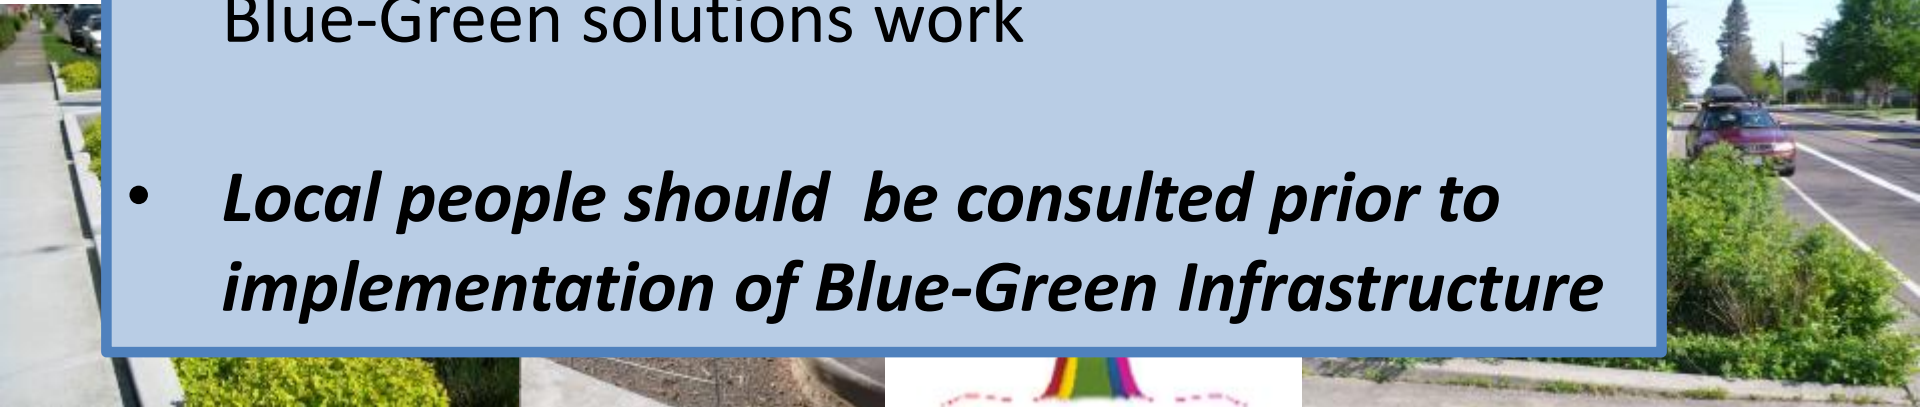 Blue-Green solutions work
• Local people should  be consulted prior to
implementation of Blue-Green Infrastructure